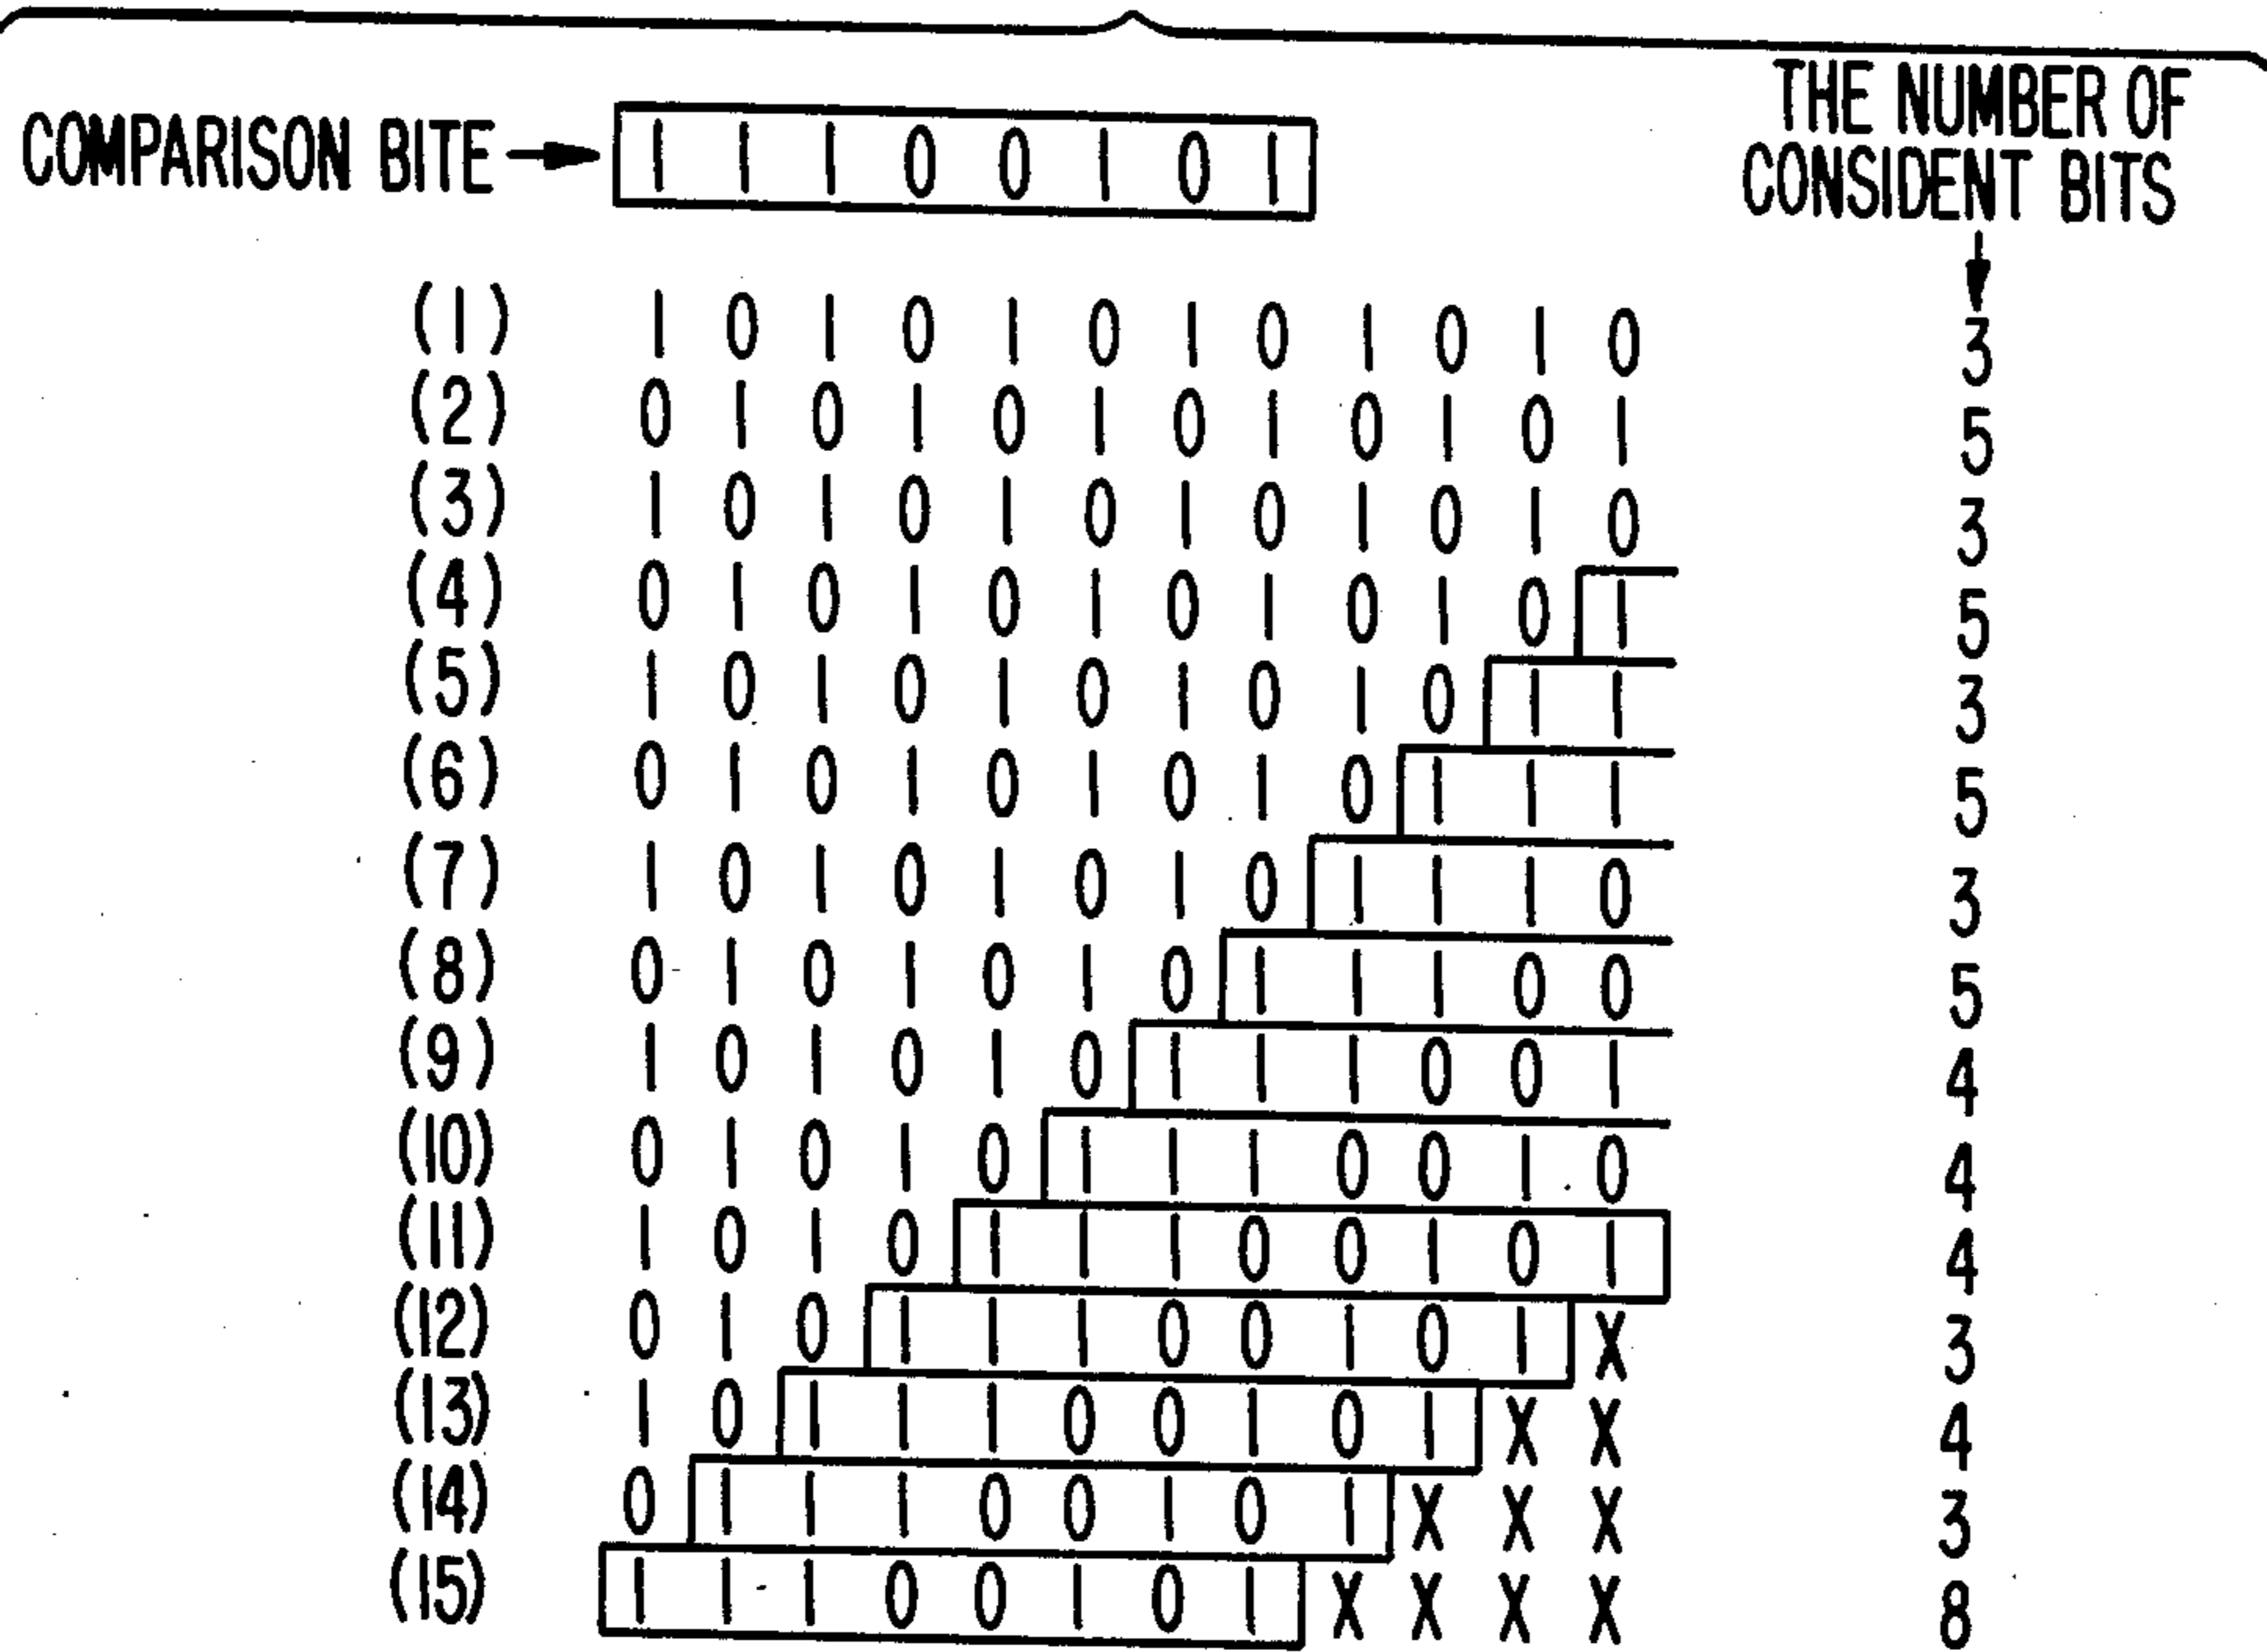 THE NUMBER OF
CONSIDENT BITS
COMPARISON BITE 1 1 1 0 0 1 0 1
(1) 1 0 1 0 1 0 1 0 1 0 1 0 3
(2) 0 1 0 1 0 1 0 1 0 1 0 1 5
(3) 1 0 1 0 1 0 1 0 1 0 1 0 3
(4) 0 1 0 1 0 1 0 1 0 1 0 1 5
(5) 1 0 1 0 1 0 1 0 1 0 1 1 3
(6) 0 1 0 1 0 1 0 1 0 1 1 1 5
(7) 1 0 1 0 1 0 1 0 1 1 1 0 3
(8) 0 1 0 1 0 1 0 1 1 1 0 0 5
(9) 1 0 1 0 1 0 1 1 1 0 0 1 4
(10) 0 1 0 1 0 1 1 1 0 0 1 0 4
(11) 1 0 1 0 1 1 1 0 0 1 0 1 4
(12) 0 1 0 1 1 1 0 0 1 0 1 X 3
(13) 1 0 1 1 1 0 0 1 0 1 X X 4
(14) 0 1 1 1 0 0 1 0 1 X X X 3
(15) 1 1 1 0 0 1 0 1 X X X X 8